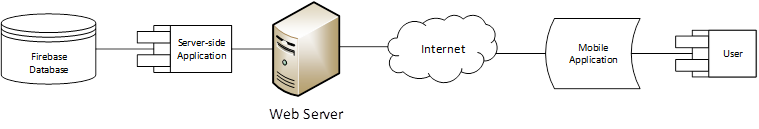 Firebase
Database
Server-side
Application
Web Server
Internet
Mobile
Application
User